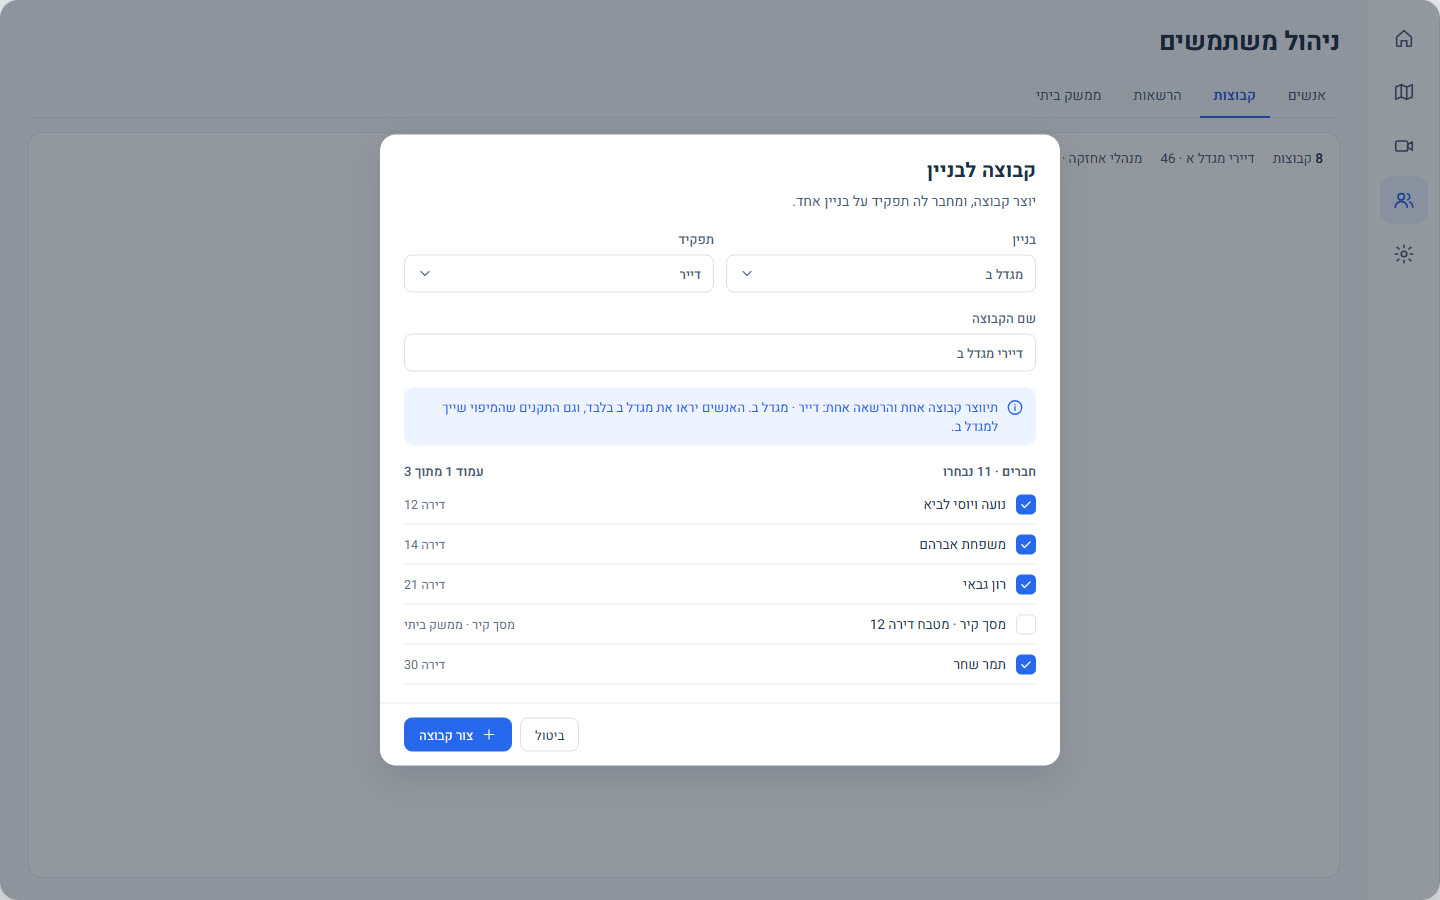 ניהול משתמשים
אנשים
קבוצות
הרשאות
ממשק ביתי
8 קבוצות
דיירי מגדל א · 46
מנהלי אחזקה ·
קבוצה לבניין
יוצר קבוצה, ומחבר לה תפקיד על בניין אחד.
בניין
תפקיד
מגדל ב
דייר
שם הקבוצה
דיירי מגדל ב
תיווצר קבוצה אחת והרשאה אחת: דייר · מגדל ב. האנשים יראו את מגדל ב בלבד, וגם התקנים שהמיפוי שייך
למגדל ב.
חברים · 11 נבחרו
עמוד 1 מתוך 3
נועה ויוסי לביא
דירה 12
משפחת אברהם
דירה 14
רון גבאי
דירה 21
מסך קיר · מטבח דירה 12
מסך קיר · ממשק ביתי
תמר שחר
דירה 30
ביטול
צור קבוצה